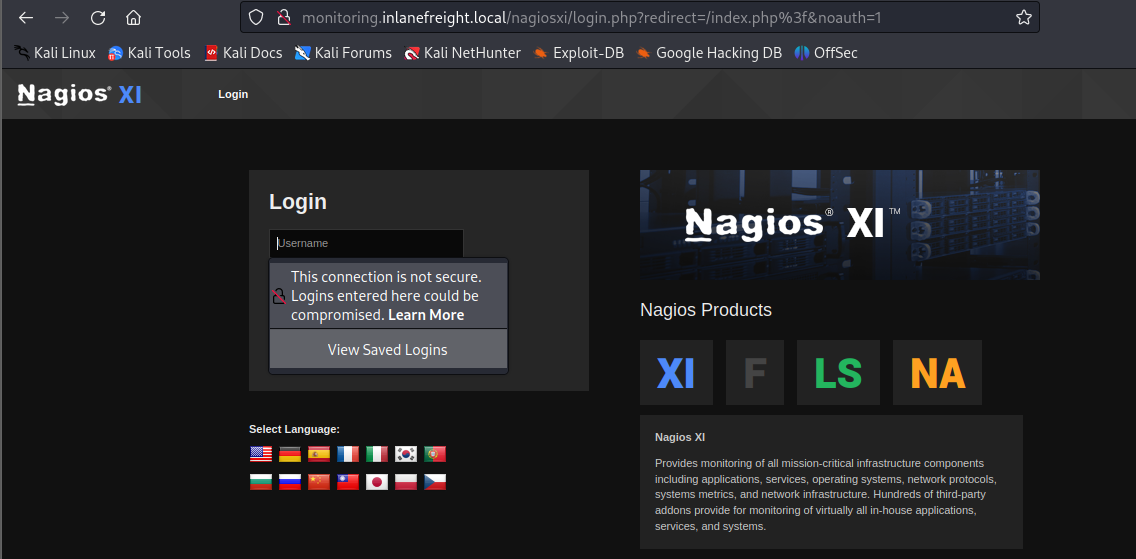 monitoring.inlanefreight.local/nagiosxi/login.php?redirect=/index.php%3f&noauth=1
Kali Linux Kali Tools Kali Docs Kali Forums Kali NetHunter Exploit-DB Google Hacking DB OffSec
Nagios® XI Login
Login
Username
This connection is not secure.
Logins entered here could be
compromised. Learn More
View Saved Logins
Select Language:
Nagios® XI™
Nagios Products
XI F LS NA
Nagios XI
Provides monitoring of all mission-critical infrastructure components
including applications, services, operating systems, network protocols,
systems metrics, and network infrastructure. Hundreds of third-party
addons provide for monitoring of virtually all in-house applications,
services, and systems.